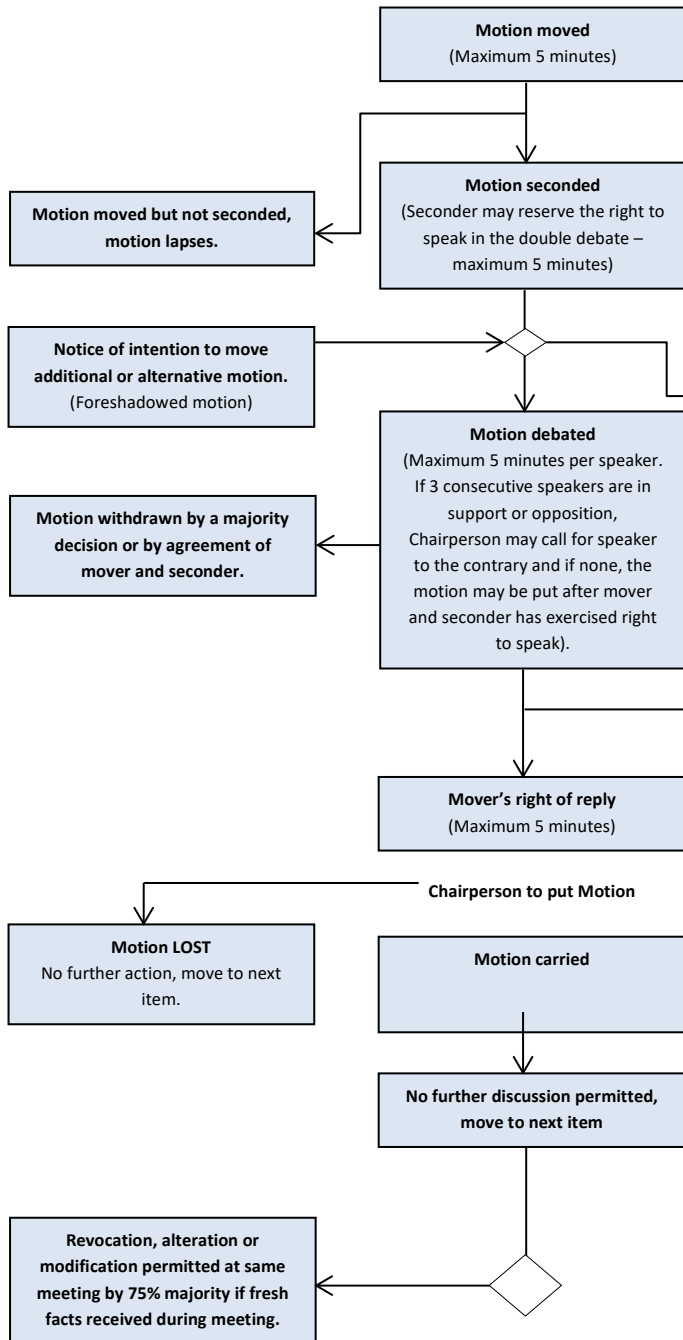 Motion moved
(Maximum 5 minutes)
Motion seconded
(Seconder may reserve the right to
speak in the double debate –
maximum 5 minutes)
Motion moved but not seconded,
motion lapses.
Notice of intention to move
additional or alternative motion.
(Foreshadowed motion)
Motion debated
(Maximum 5 minutes per speaker.
If 3 consecutive speakers are in
support or opposition,
Chairperson may call for speaker
to the contrary and if none, the
motion may be put after mover
and seconder has exercised right
to speak).
Motion withdrawn by a majority
decision or by agreement of
mover and seconder.
Mover’s right of reply
(Maximum 5 minutes)
Chairperson to put Motion
Motion LOST
No further action, move to next
item.
Motion carried
No further discussion permitted,
move to next item
Revocation, alteration or
modification permitted at same
meeting by 75% majority if fresh
facts received during meeting.